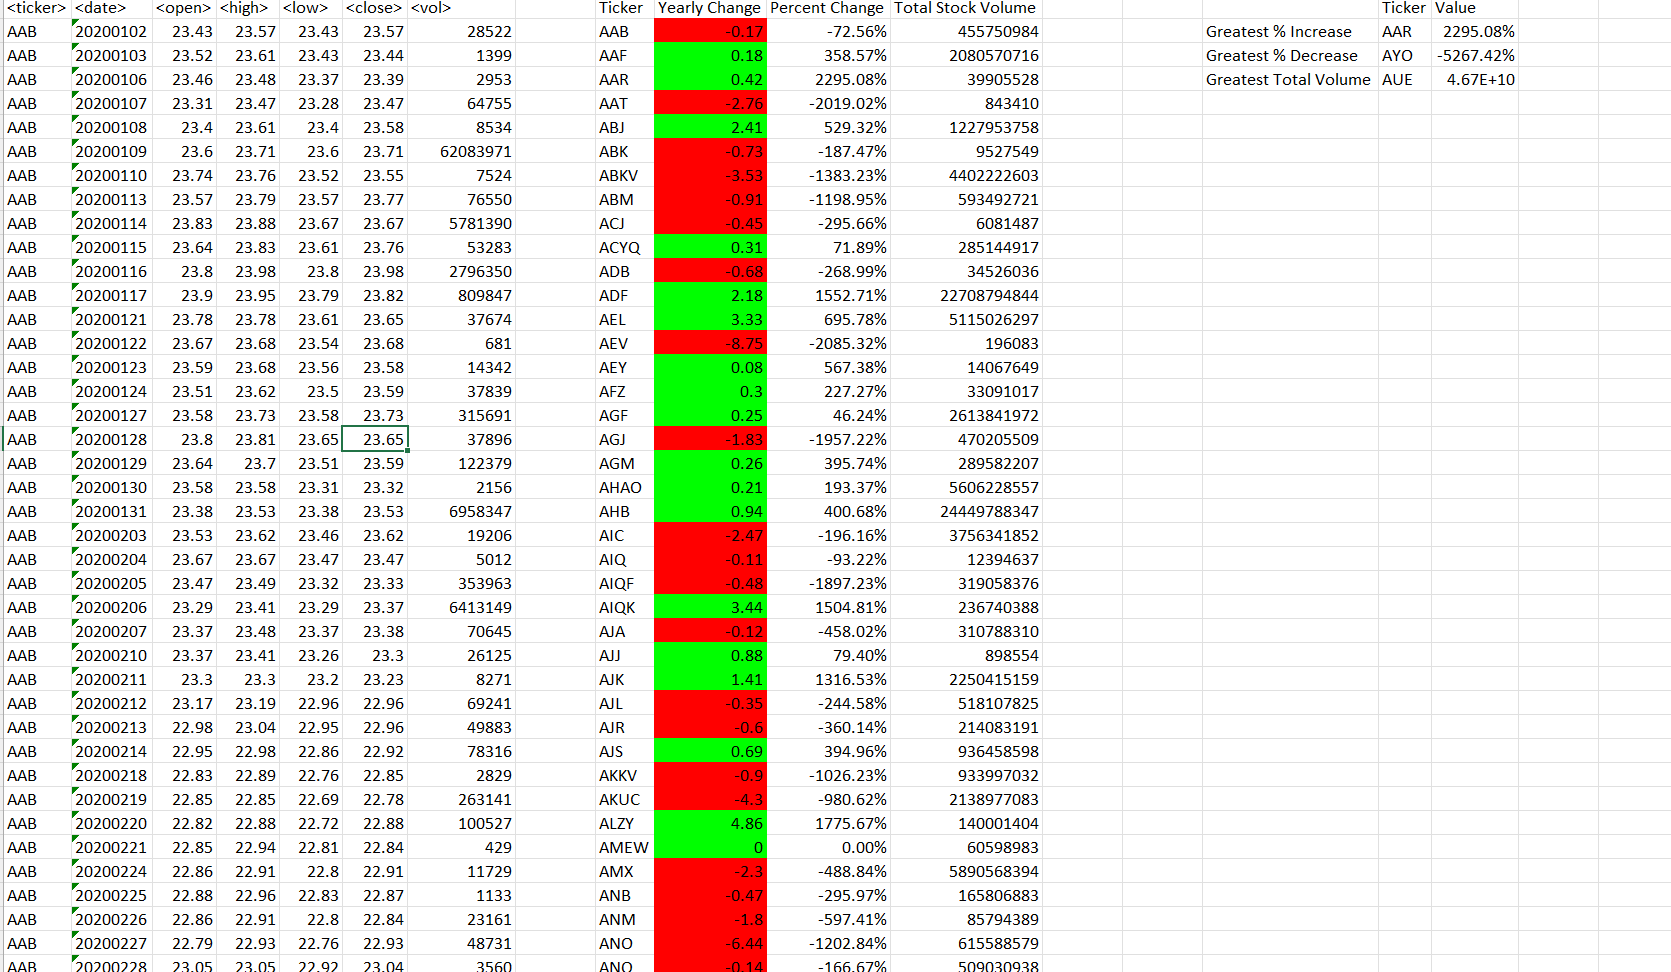 <ticker> <date> <open> <high> <low> <close> <vol> Ticker Yearly Change Percent Change Total Stock Volume Ticker Value
AAB 20200102 23.43 23.57 23.43 23.57 28522 AAB -0.17 -72.56% 455750984 Greatest % Increase AAR 2295.08%
AAB 20200103 23.52 23.61 23.43 23.44 1399 AAF 0.18 358.57% 2080570716 Greatest % Decrease AYO -5267.42%
AAB 20200106 23.46 23.48 23.37 23.39 2953 AAR 0.42 2295.08% 39905528 Greatest Total Volume AUE 4.67E+10
AAB 20200107 23.31 23.47 23.28 23.47 64755 AAT -2.76 -2019.02% 843410
AAB 20200108 23.4 23.61 23.4 23.58 8534 ABJ 2.41 529.32% 1227953758
AAB 20200109 23.6 23.71 23.6 23.71 62083971 ABK -0.73 -187.47% 9527549
AAB 20200110 23.74 23.76 23.52 23.55 7524 ABKV -3.53 -1383.23% 4402222603
AAB 20200113 23.57 23.79 23.57 23.77 76550 ABM -0.91 -1198.95% 593492721
AAB 20200114 23.83 23.88 23.67 23.67 5781390 ACJ -0.45 -295.66% 6081487
AAB 20200115 23.64 23.83 23.61 23.76 53283 ACYQ 0.31 71.89% 285144917
AAB 20200116 23.8 23.98 23.8 23.98 2796350 ADB -0.68 -268.99% 34526036
AAB 20200117 23.9 23.95 23.79 23.82 809847 ADF 2.18 1552.71% 22708794844
AAB 20200121 23.78 23.78 23.61 23.65 37674 AEL 3.33 695.78% 5115026297
AAB 20200122 23.67 23.68 23.54 23.68 681 AEV -8.75 -2085.32% 196083
AAB 20200123 23.59 23.68 23.56 23.58 14342 AEY 0.08 567.38% 14067649
AAB 20200124 23.51 23.62 23.5 23.59 37839 AFZ 0.3 227.27% 33091017
AAB 20200127 23.58 23.73 23.58 23.73 315691 AGF 0.25 46.24% 2613841972
AAB 20200128 23.8 23.81 23.65 23.65 37896 AGJ -1.83 -1957.22% 470205509
AAB 20200129 23.64 23.7 23.51 23.59 122379 AGM 0.26 395.74% 289582207
AAB 20200130 23.58 23.58 23.31 23.32 2156 AHAO 0.21 193.37% 5606228557
AAB 20200131 23.38 23.53 23.38 23.53 6958347 AHB 0.94 400.68% 24449788347
AAB 20200203 23.53 23.62 23.46 23.62 19206 AIC -2.47 -196.16% 3756341852
AAB 20200204 23.67 23.67 23.47 23.47 5012 AIQ -0.11 -93.22% 12394637
AAB 20200205 23.47 23.49 23.32 23.33 353963 AIQF -0.48 -1897.23% 319058376
AAB 20200206 23.29 23.41 23.29 23.37 6413149 AIQK 3.44 1504.81% 236740388
AAB 20200207 23.37 23.48 23.37 23.38 70645 AJA -0.12 -458.02% 310788310
AAB 20200210 23.37 23.41 23.26 23.3 26125 AJJ 0.88 79.40% 898554
AAB 20200211 23.3 23.3 23.2 23.23 8271 AJK 1.41 1316.53% 2250415159
AAB 20200212 23.17 23.19 22.96 22.96 69241 AJL -0.35 -244.58% 518107825
AAB 20200213 22.98 23.04 22.95 22.96 49883 AJR -0.6 -360.14% 214083191
AAB 20200214 22.95 22.98 22.86 22.92 78316 AJS 0.69 394.96% 936458598
AAB 20200218 22.83 22.89 22.76 22.85 2829 AKKV -0.9 -1026.23% 933997032
AAB 20200219 22.85 22.85 22.69 22.78 263141 AKUC -4.3 -980.62% 2138977083
AAB 20200220 22.82 22.88 22.72 22.88 100527 ALZY 4.86 1775.67% 140001404
AAB 20200221 22.85 22.94 22.81 22.84 429 AMEW 0 0.00% 60598983
AAB 20200224 22.86 22.91 22.8 22.91 11729 AMX -2.3 -488.84% 5890568394
AAB 20200225 22.88 22.96 22.83 22.87 1133 ANB -0.47 -295.97% 165806883
AAB 20200226 22.86 22.91 22.8 22.84 23161 ANM -1.8 -597.41% 85794389
AAB 20200227 22.79 22.93 22.76 22.93 48731 ANO -6.44 -1202.84% 615588579
AAB 20200228 23.05 23.05 22.92 23.04 3560 -0.14 -166.67% 509030938